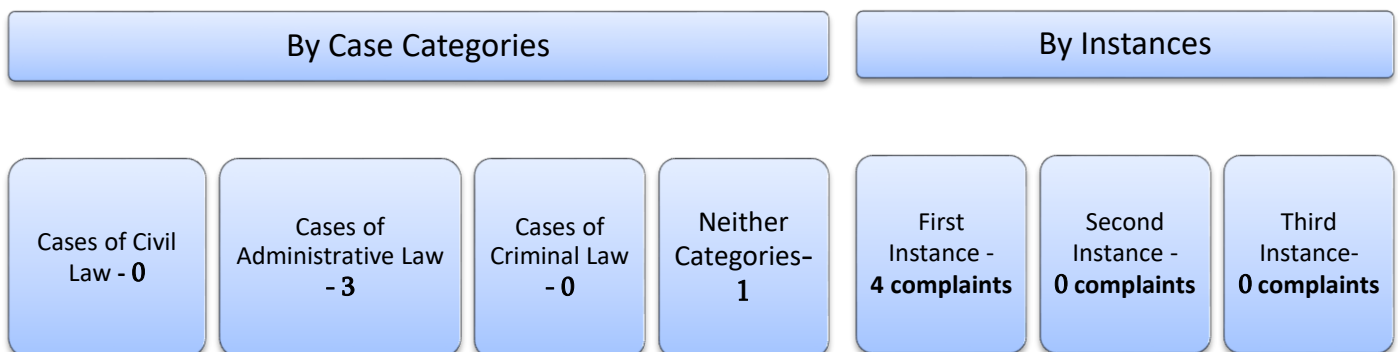 By Case Categories
By Instances
Cases of Civil
Law - 0
Cases of
Administrative Law
- 3
Cases of
Criminal Law
- 0
Neither
Categories-
1
First
Instance -
4 complaints
Second
Instance -
0 complaints
Third
Instance-
0 complaints